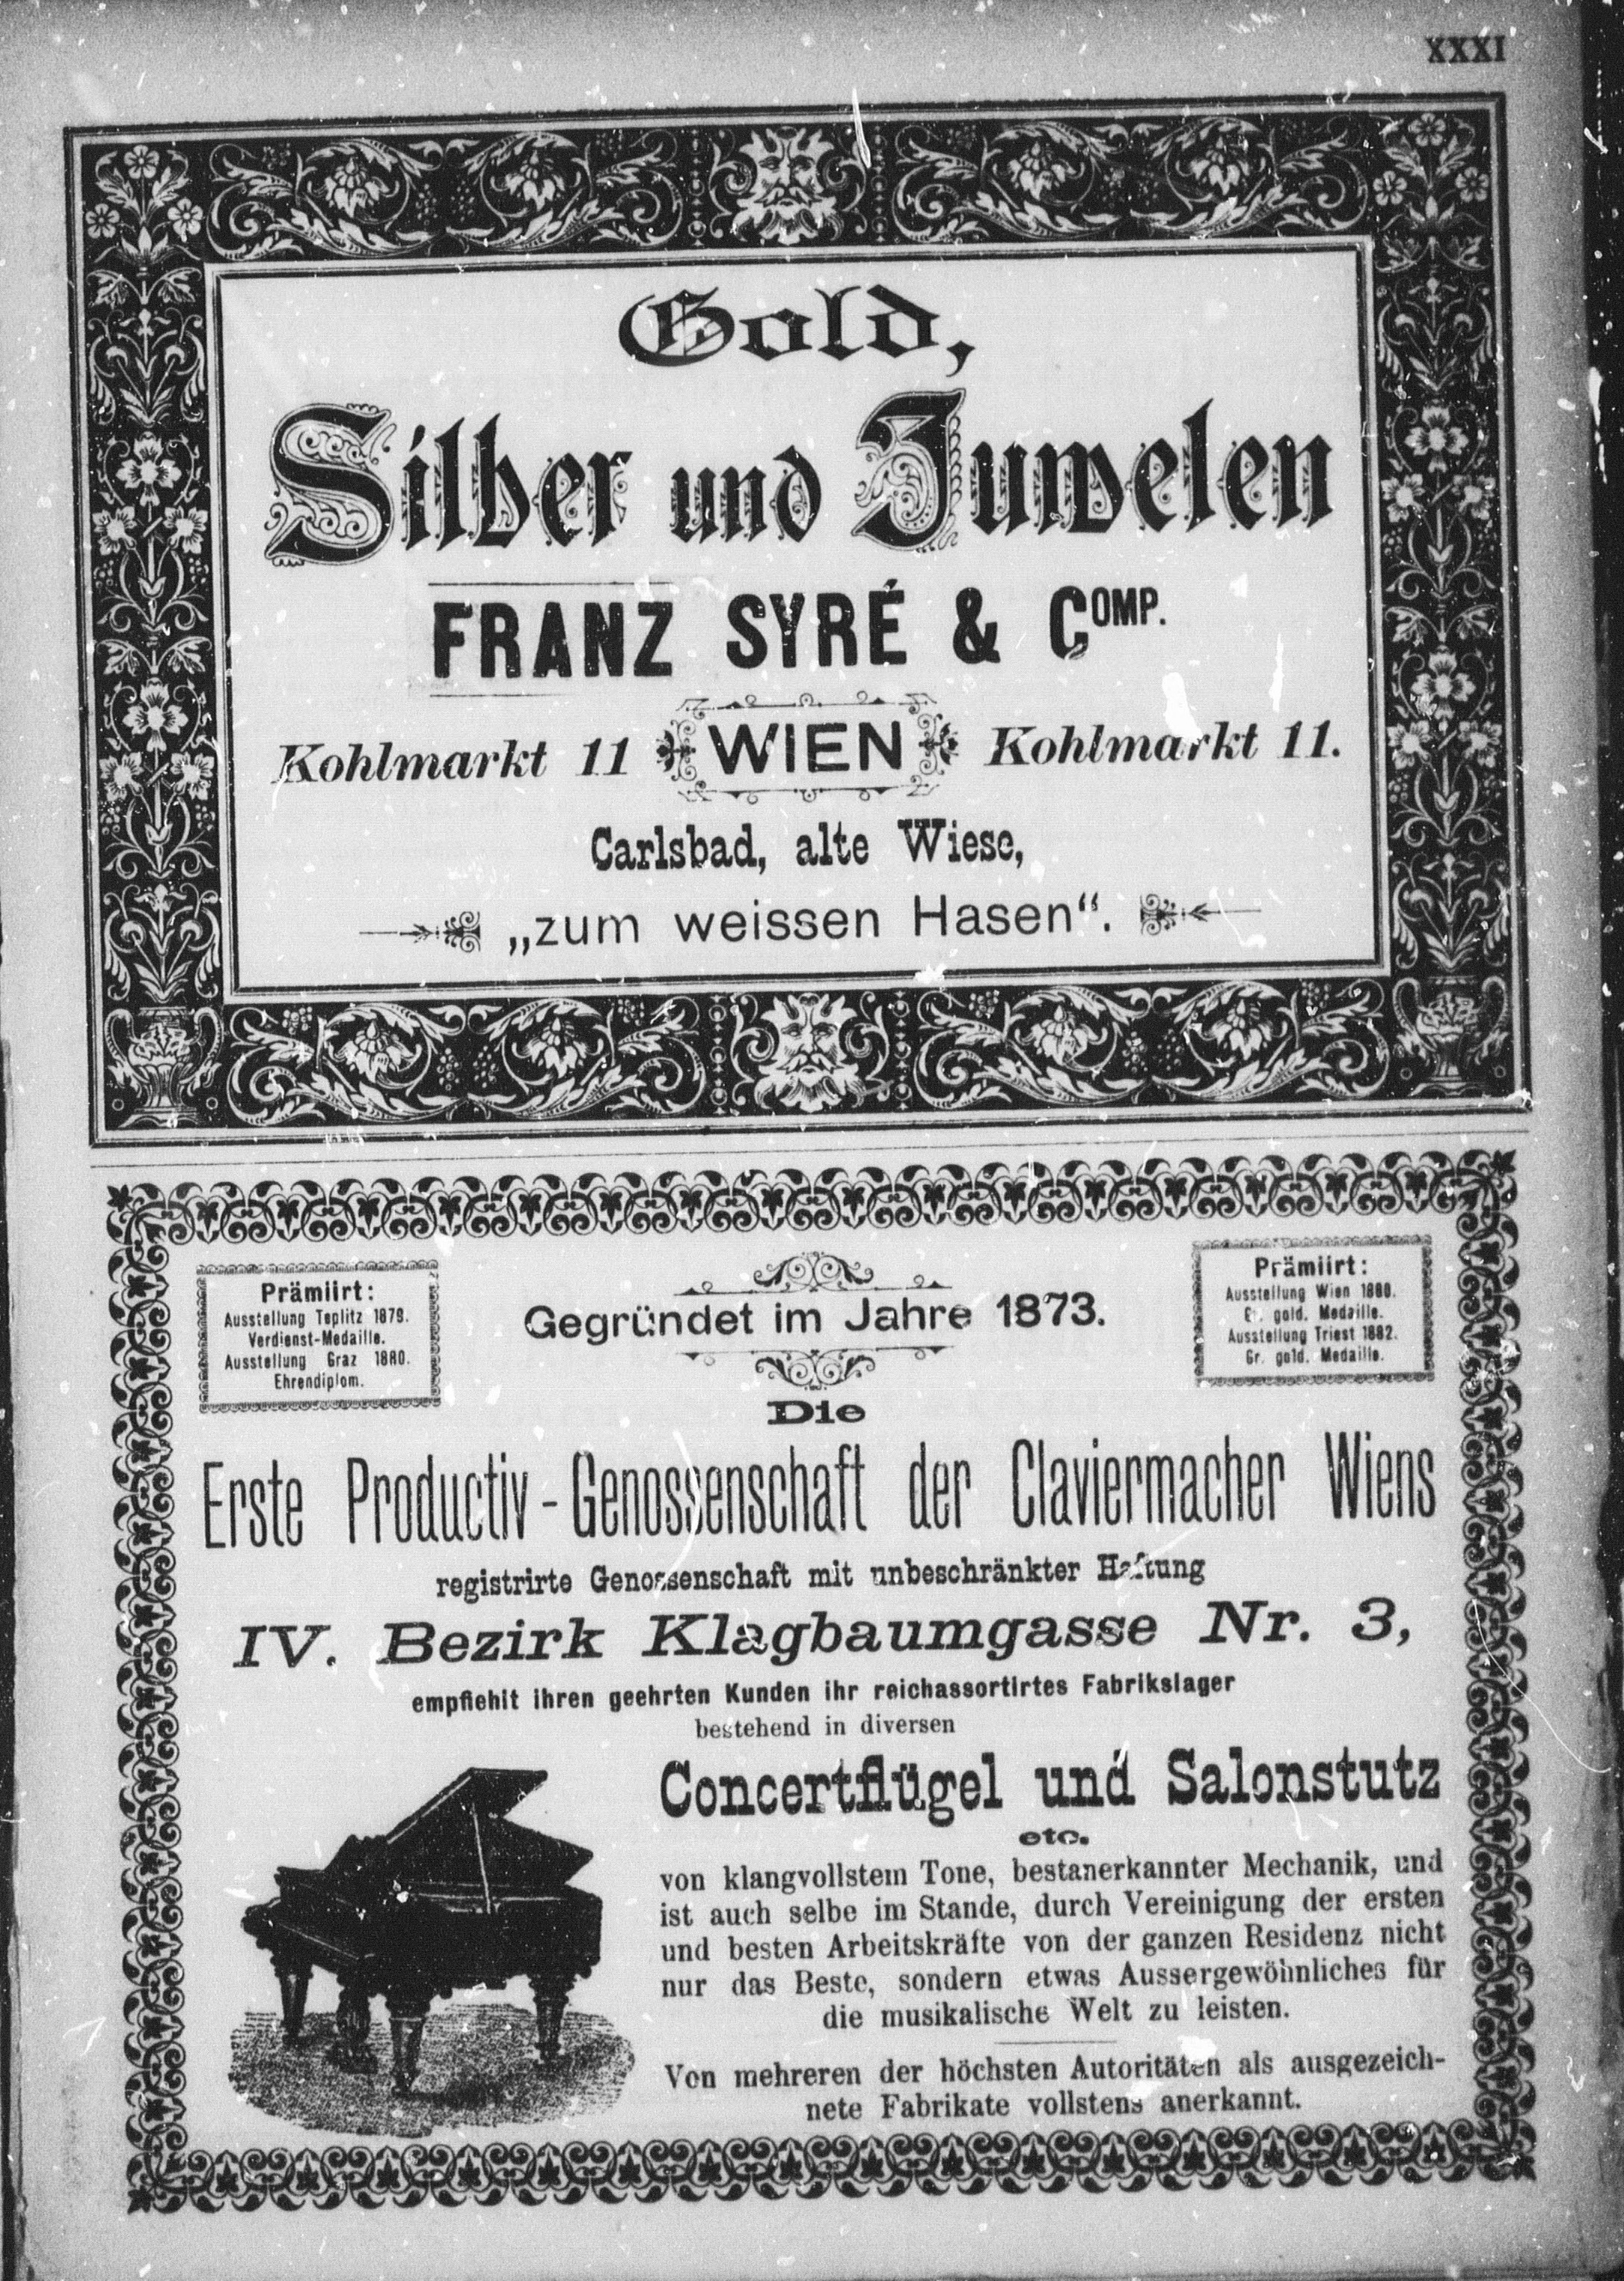 XXXI
Gold,
Silber und Juwelen
FRANZ SYRÉ & COMP.
Kohlmarkt 11 WIEN Kohlmarkt 11.
Carlsbad, alte Wiese,
„zum weissen Hasen“.
Prämiirt:
Ausstellung Teplitz 1879.
Verdienst-Medaille.
Ausstellung Graz 1880.
Ehrendiplom.
Gegründet im Jahre 1873.
Prämiirt:
Ausstellung Wien 1880.
gold. Medaille.
Ausstellung Triest 1882.
Gr. gold. Medaille.
Die
Erste Productiv-Genossenschaft der Claviermacher Wiens
registrirte Genossenschaft mit unbeschränkter Haftung
IV. Bezirk Klagbaumgasse Nr. 3,
empfiehlt ihren geehrten Kunden ihr reichassortirtes Fabrikslager
bestehend in diversen
Concertflügel und Salonstutz
etc.
von klangvollstem Tone, bestanerkannter Mechanik, und
ist auch selbe im Stande, durch Vereinigung der ersten
und besten Arbeitskräfte von der ganzen Residenz nicht
nur das Beste, sondern etwas Aussergewöhnliches für
die musikalische Welt zu leisten.
Von mehreren der höchsten Autoritäten als ausgezeich-
nete Fabrikate vollstens anerkannt.